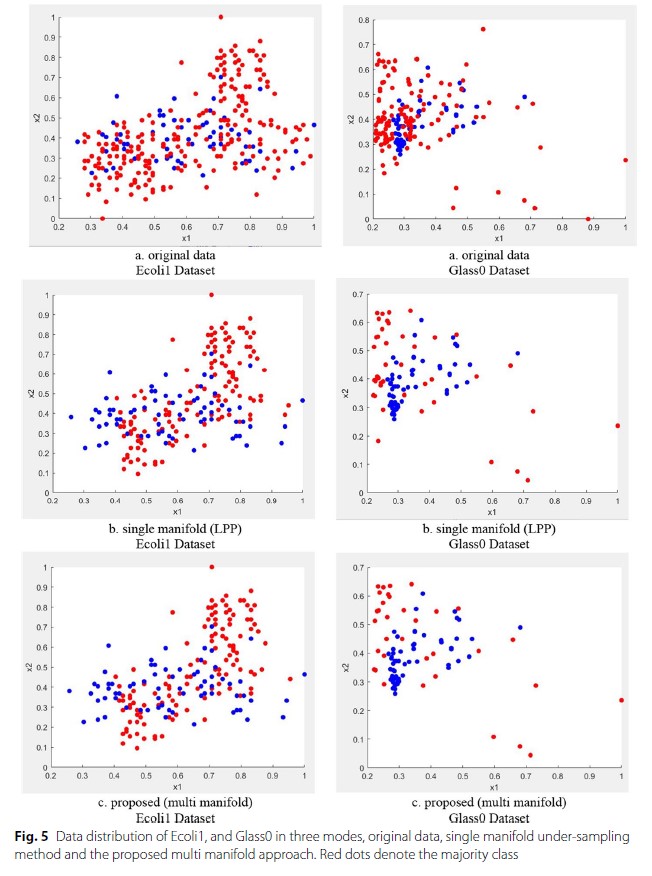 1
0.9
0.8
0.7
0.6
0.5
0.4
0.3
0.2
0.1
0
x2
0.2 0.3 0.4 0.5 0.6 0.7 0.8 0.9 1
x1
a. original data
Ecoli1 Dataset
0.8
0.7
0.6
0.5
0.4
0.3
0.2
0.1
0
x2
0.2 0.3 0.4 0.5 0.6 0.7 0.8 0.9 1
x1
a. original data
Glass0 Dataset
1
0.9
0.8
0.7
0.6
0.5
0.4
0.3
0.2
0.1
0
x2
0.2 0.3 0.4 0.5 0.6 0.7 0.8 0.9 1
x1
b. single manifold (LPP)
Ecoli1 Dataset
0.7
0.6
0.5
0.4
0.3
0.2
0.1
0
x2
0.2 0.3 0.4 0.5 0.6 0.7 0.8 0.9 1
x1
b. single manifold (LPP)
Glass0 Dataset
1
0.9
0.8
0.7
0.6
0.5
0.4
0.3
0.2
0.1
0
x2
0.2 0.3 0.4 0.5 0.6 0.7 0.8 0.9 1
x1
c. proposed (multi manifold)
Ecoli1 Dataset
0.7
0.6
0.5
0.4
0.3
0.2
0.1
0
x2
0.2 0.3 0.4 0.5 0.6 0.7 0.8 0.9 1
x1
c. proposed (multi manifold)
Glass0 Dataset
Fig. 5 Data distribution of Ecoli1, and Glass0 in three modes, original data, single manifold under-sampling
method and the proposed multi manifold approach. Red dots denote the majority class